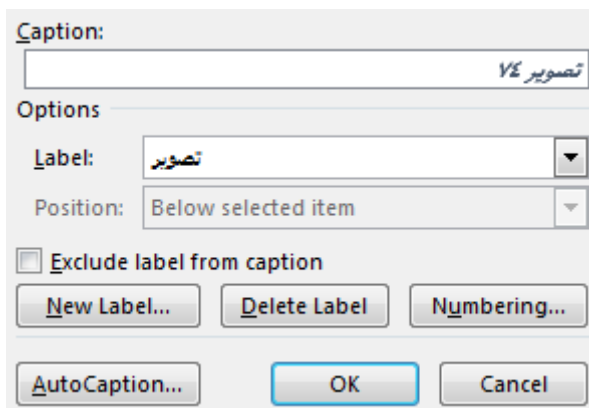 Caption:
تصویر ٧٤
Options
Label: تصویر
Position: Below selected item
Exclude label from caption
New Label... Delete Label Numbering...
AutoCaption... OK Cancel